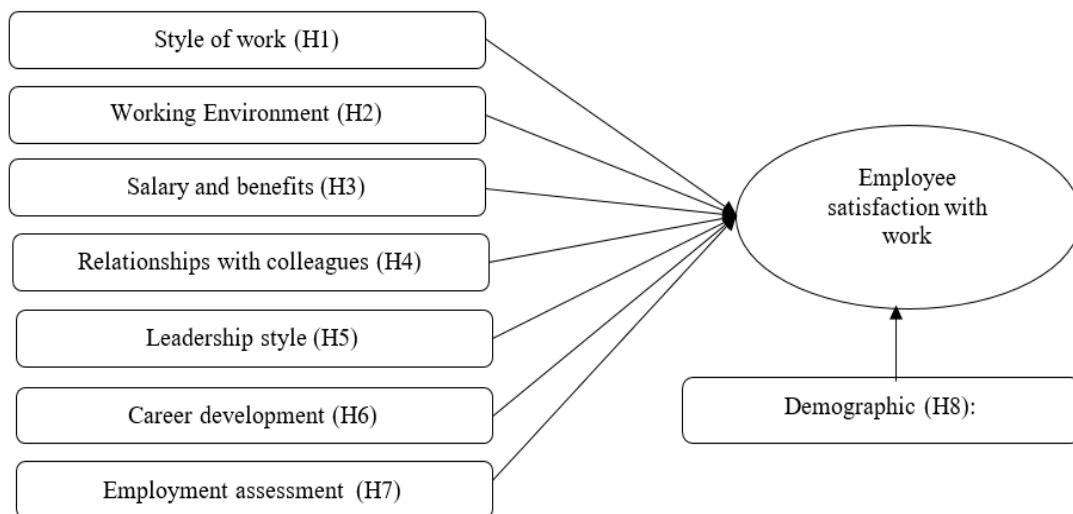 Style of work (H1)
Working Environment (H2)
Salary and benefits (H3)
Relationships with colleagues (H4)
Leadership style (H5)
Career development (H6)
Employment assessment (H7)
Employee
satisfaction with
work
Demographic (H8):